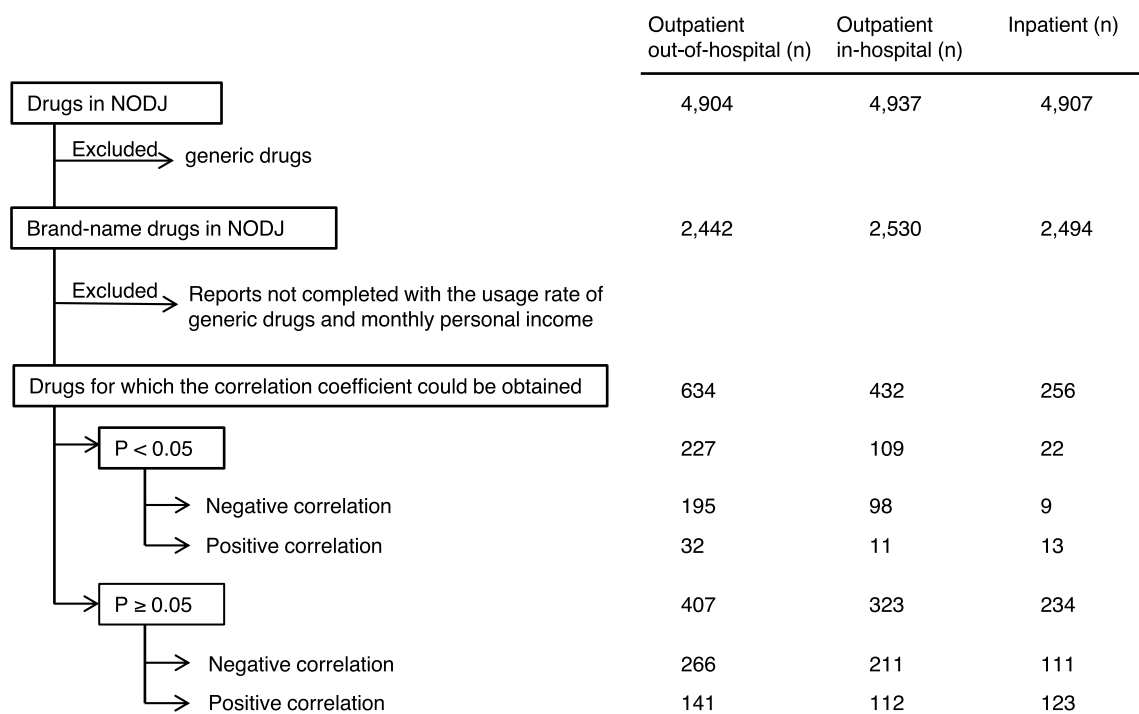 Outpatient out-of-hospital (n)
Outpatient in-hospital (n)
Inpatient (n)
Drugs in NODJ 4,904 4,937 4,907
Excluded generic drugs
Brand-name drugs in NODJ 2,442 2,530 2,494
Excluded Reports not completed with the usage rate of
generic drugs and monthly personal income
Drugs for which the correlation coefficient could be obtained 634 432 256
P < 0.05 227 109 22
Negative correlation 195 98 9
Positive correlation 32 11 13
P ≥ 0.05 407 323 234
Negative correlation 266 211 111
Positive correlation 141 112 123